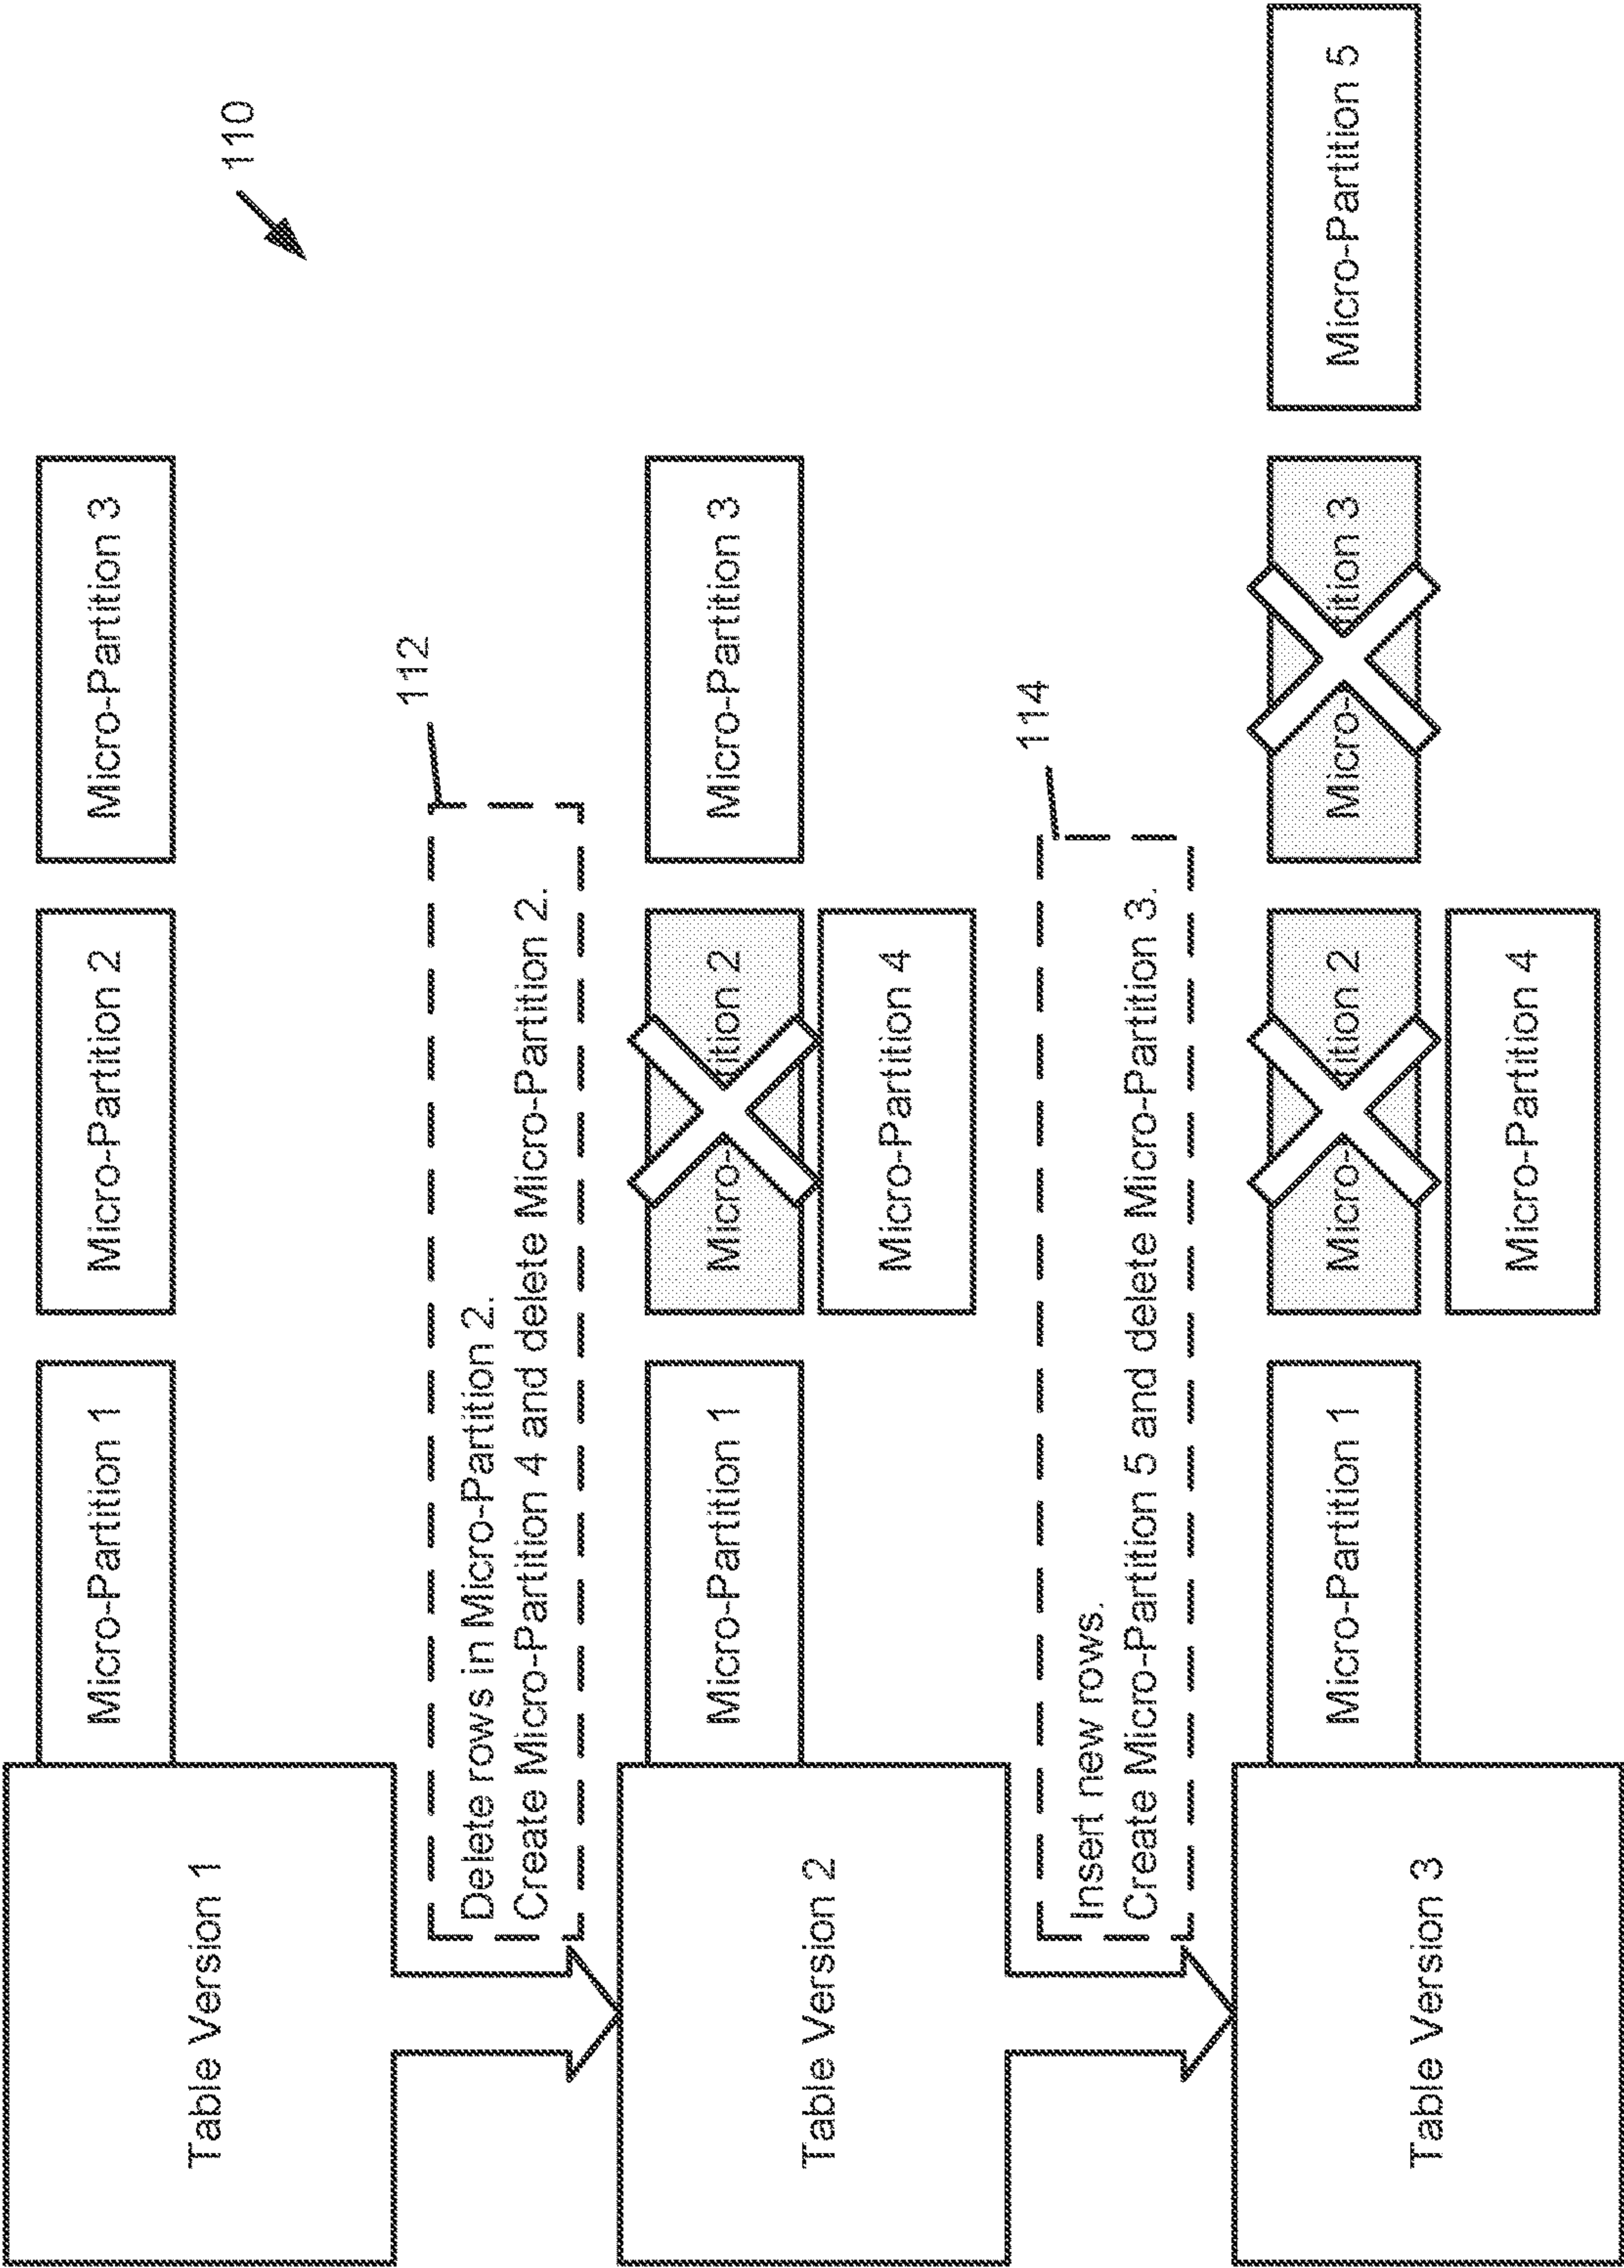 110
Table Version 1
Micro-Partition 1
Micro-Partition 2
Micro-Partition 3
112
Delete rows in Micro-Partition 2.
Create Micro-Partition 4 and delete Micro-Partition 2.
Table Version 2
Micro-Partition 1
Micro- tition 2
Micro-Partition 3
Micro-Partition 4
114
Insert new rows.
Create Micro-Partition 5 and delete Micro-Partition 3.
Table Version 3
Micro-Partition 1
Micro- tition 2
Micro- tition 3
Micro-Partition 5
Micro-Partition 4